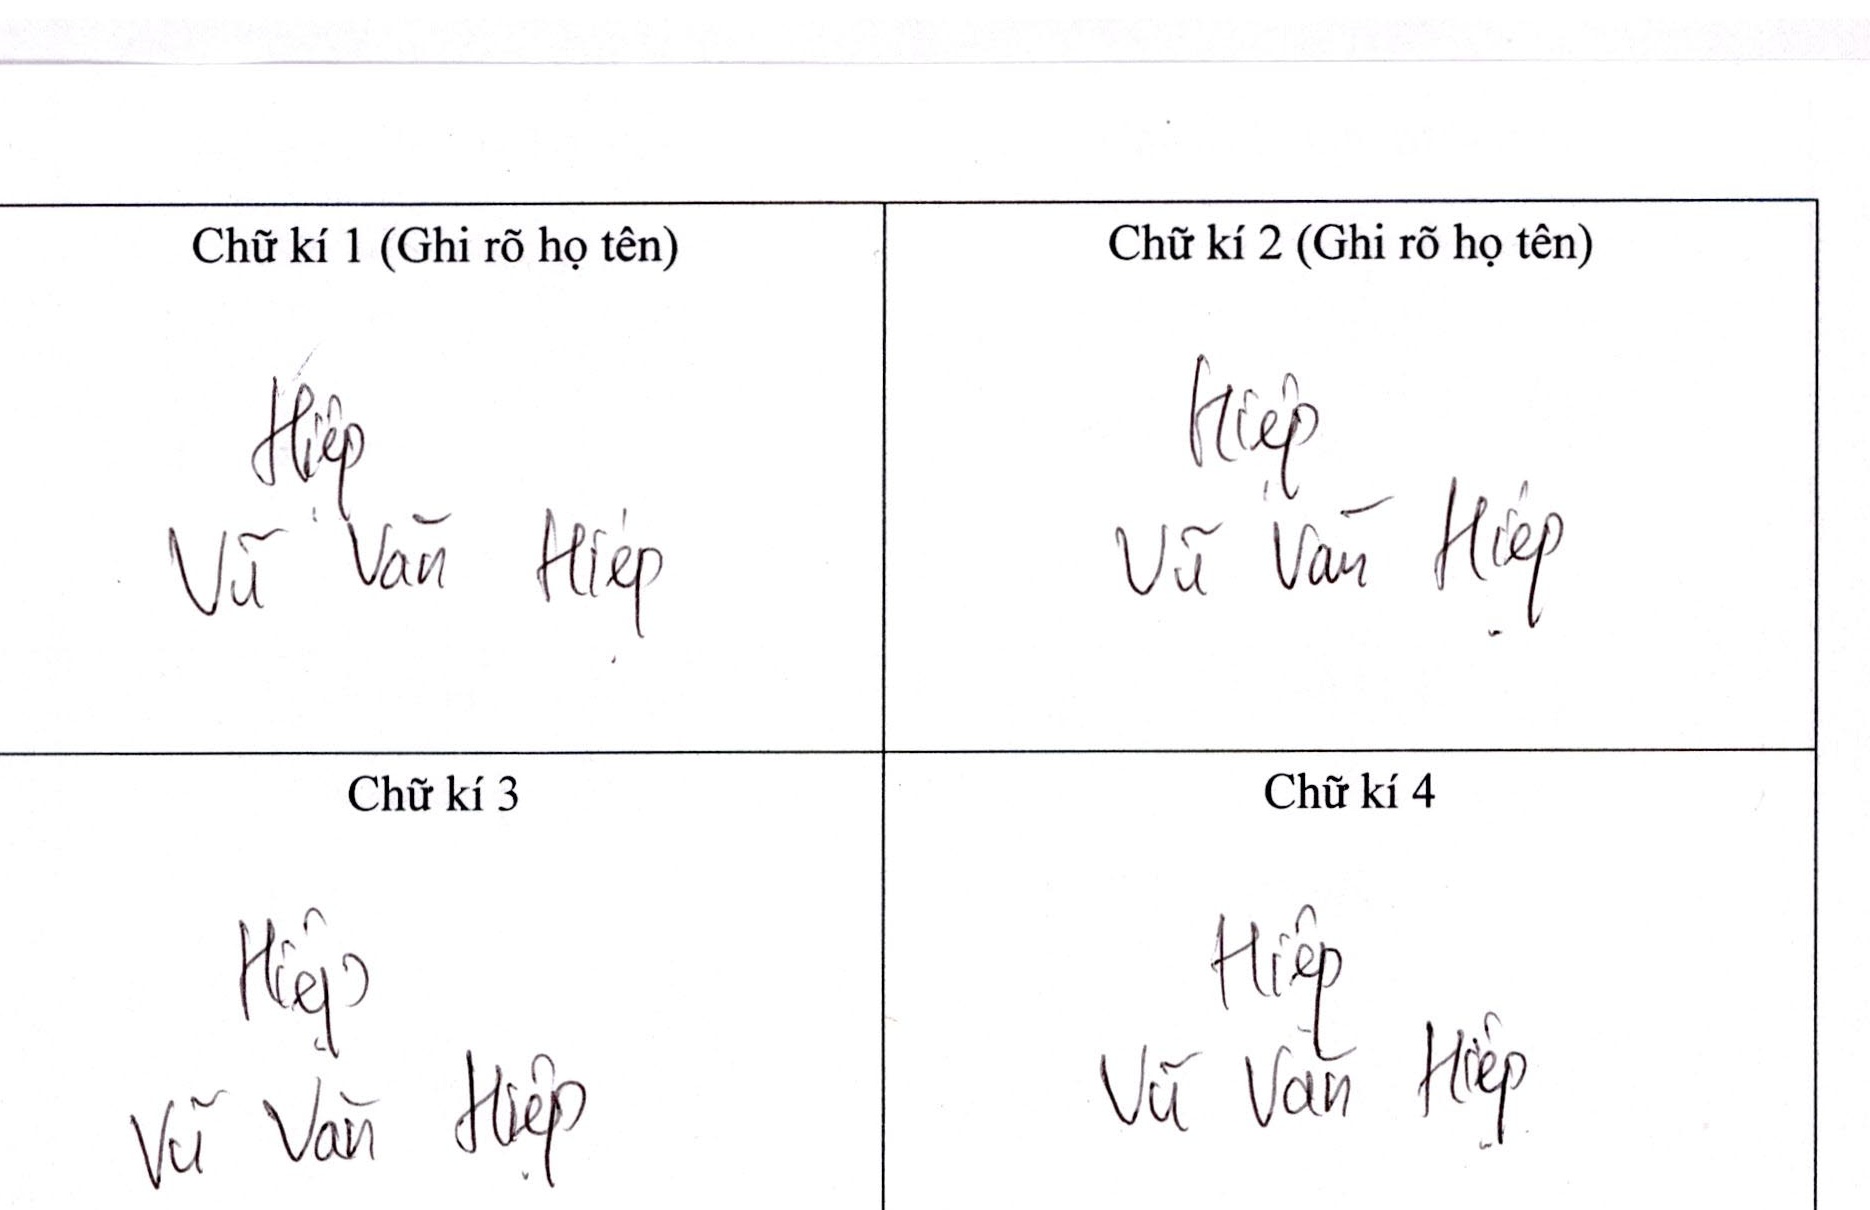 Chữ kí 1 (Ghi rõ họ tên)
Hiệp
Vũ Văn Hiệp
Chữ kí 2 (Ghi rõ họ tên)
Hiệp
Vũ Văn Hiệp
Chữ kí 3
Hiệp
Vũ Văn Hiệp
Chữ kí 4
Hiệp
Vũ Văn Hiệp